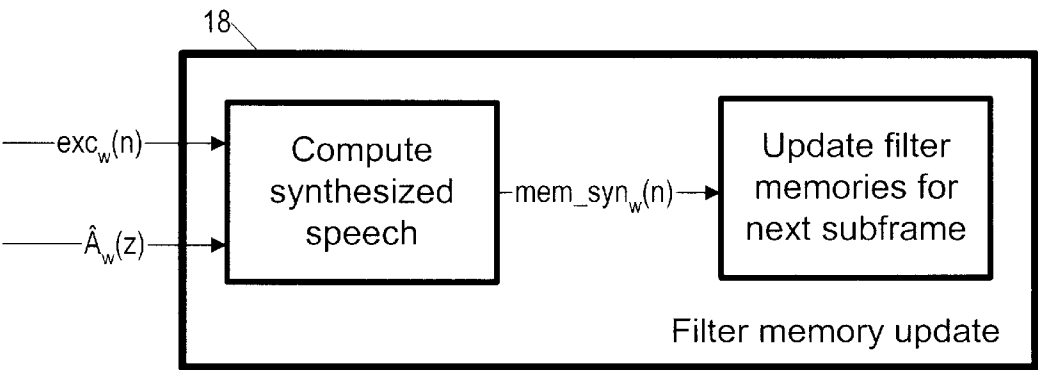 18
exc_w(n)
Â_w(z)
Compute
synthesized
speech
mem_syn_w(n)
Update filter
memories for
next subframe
Filter memory update